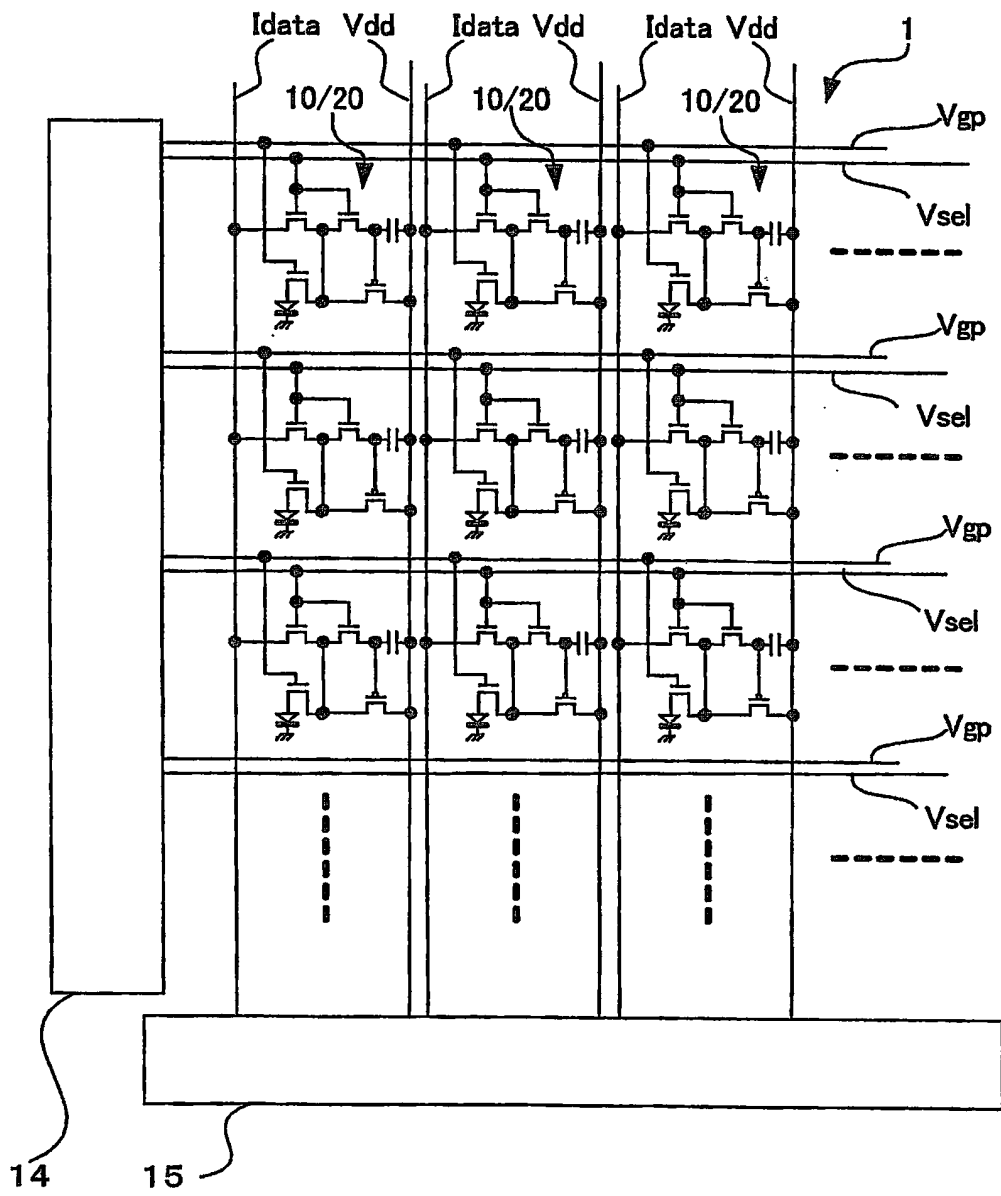 Idata Vdd Idata Vdd Idata Vdd 1
10/20 10/20 10/20
Vgp
Vsel
Vgp
Vsel
Vgp
Vsel
Vgp
Vsel
14 15